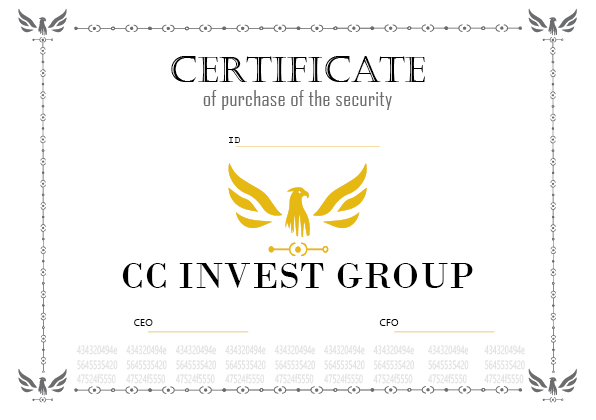 CERTIFICATE
of purchase of the security
ID
CC INVEST GROUP
CEO CFO
434320494e 434320494e 434320494e 434320494e 434320494e 434320494e 434320494e 434320494e 434320494e
5645535420 5645535420 5645535420 5645535420 5645535420 5645535420 5645535420 5645535420 5645535420
47524f5550 47524f5550 47524f5550 47524f5550 47524f5550 47524f5550 47524f5550 47524f5550 47524f5550